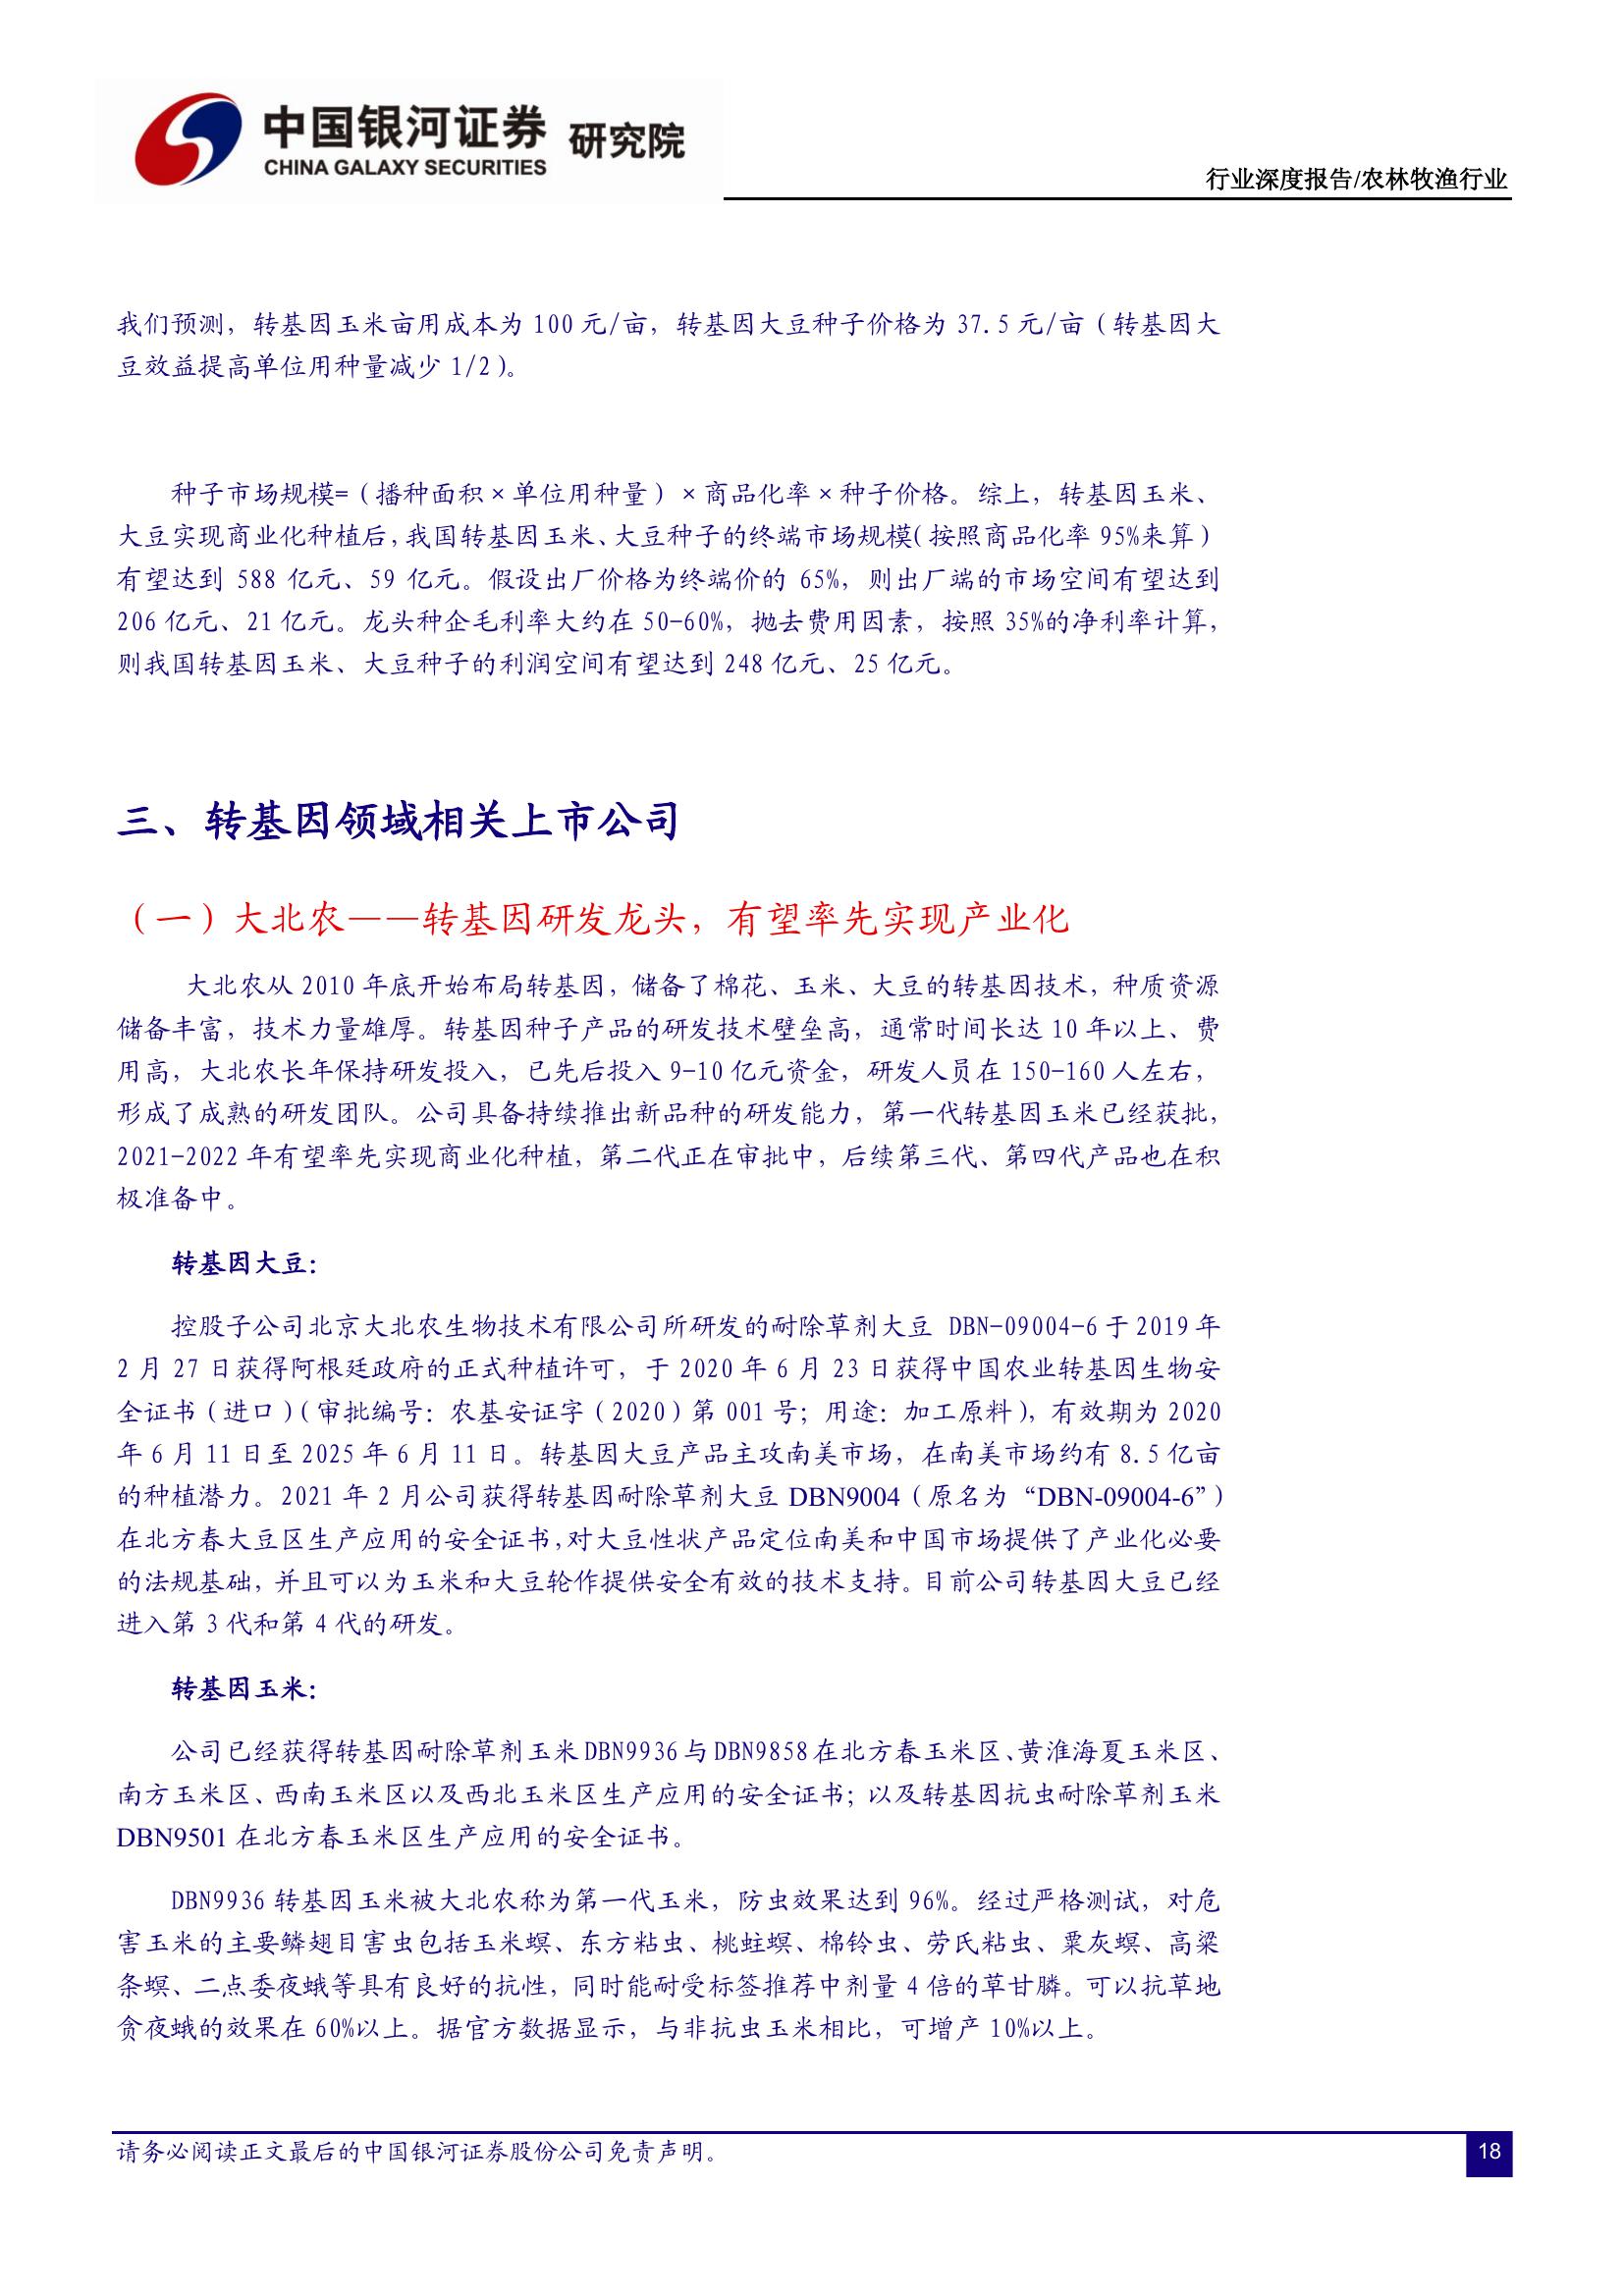 中国银河证券 研究院
CHINA GALAXY SECURITIES
行业深度报告/农林牧渔行业
我们预测，转基因玉米亩用成本为 100 元/亩，转基因大豆种子价格为 37.5 元/亩（转基因大
豆效益提高单位用种量减少 1/2）。
种子市场规模=（播种面积×单位用种量）×商品化率×种子价格。综上，转基因玉米、
大豆实现商业化种植后，我国转基因玉米、大豆种子的终端市场规模（按照商品化率 95%来算）
有望达到 588 亿元、59 亿元。假设出厂价格为终端价的 65%，则出厂端的市场空间有望达到
206 亿元、21 亿元。龙头种企毛利率大约在 50-60%，抛去费用因素，按照 35%的净利率计算，
则我国转基因玉米、大豆种子的利润空间有望达到 248 亿元、25 亿元。
三、转基因领域相关上市公司
（一）大北农——转基因研发龙头，有望率先实现产业化
大北农从 2010 年底开始布局转基因，储备了棉花、玉米、大豆的转基因技术，种质资源
储备丰富，技术力量雄厚。转基因种子产品的研发技术壁垒高，通常时间长达 10 年以上、费
用高，大北农长年保持研发投入，已先后投入 9-10 亿元资金，研发人员在 150-160 人左右，
形成了成熟的研发团队。公司具备持续推出新品种的研发能力，第一代转基因玉米已经获批，
2021-2022 年有望率先实现商业化种植，第二代正在审批中，后续第三代、第四代产品也在积
极准备中。
转基因大豆：
控股子公司北京大北农生物技术有限公司所研发的耐除草剂大豆 DBN-09004-6 于 2019 年
2 月 27 日获得阿根廷政府的正式种植许可，于 2020 年 6 月 23 日获得中国农业转基因生物安
全证书（进口）（审批编号：农基安证字（2020）第 001 号；用途：加工原料），有效期为 2020
年 6 月 11 日至 2025 年 6 月 11 日。转基因大豆产品主攻南美市场，在南美市场约有 8.5 亿亩
的种植潜力。2021 年 2 月公司获得转基因耐除草剂大豆 DBN9004（原名为“DBN-09004-6”）
在北方春大豆区生产应用的安全证书，对大豆性状产品定位南美和中国市场提供了产业化必要
的法规基础，并且可以为玉米和大豆轮作提供安全有效的技术支持。目前公司转基因大豆已经
进入第 3 代和第 4 代的研发。
转基因玉米：
公司已经获得转基因耐除草剂玉米 DBN9936 与 DBN9858 在北方春玉米区、黄淮海夏玉米区、
南方玉米区、西南玉米区以及西北玉米区生产应用的安全证书；以及转基因抗虫耐除草剂玉米
DBN9501 在北方春玉米区生产应用的安全证书。
DBN9936 转基因玉米被大北农称为第一代玉米，防虫效果达到 96%。经过严格测试，对危
害玉米的主要鳞翅目害虫包括玉米螟、东方粘虫、桃蛀螟、棉铃虫、劳氏粘虫、粟灰螟、高粱
条螟、二点委夜蛾等具有良好的抗性，同时能耐受标签推荐中剂量 4 倍的草甘膦。可以抗草地
贪夜蛾的效果在 60%以上。据官方数据显示，与非抗虫玉米相比，可增产 10%以上。
请务必阅读正文最后的中国银河证券股份公司免责声明。
18